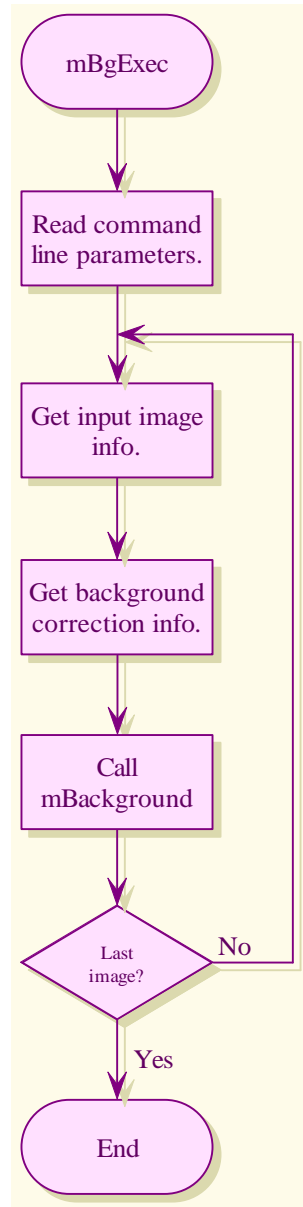 mBgExec
Read command
line parameters.
Get input image
info.
Get background
correction info.
Call
mBackground
Last
image?
No
Yes
End